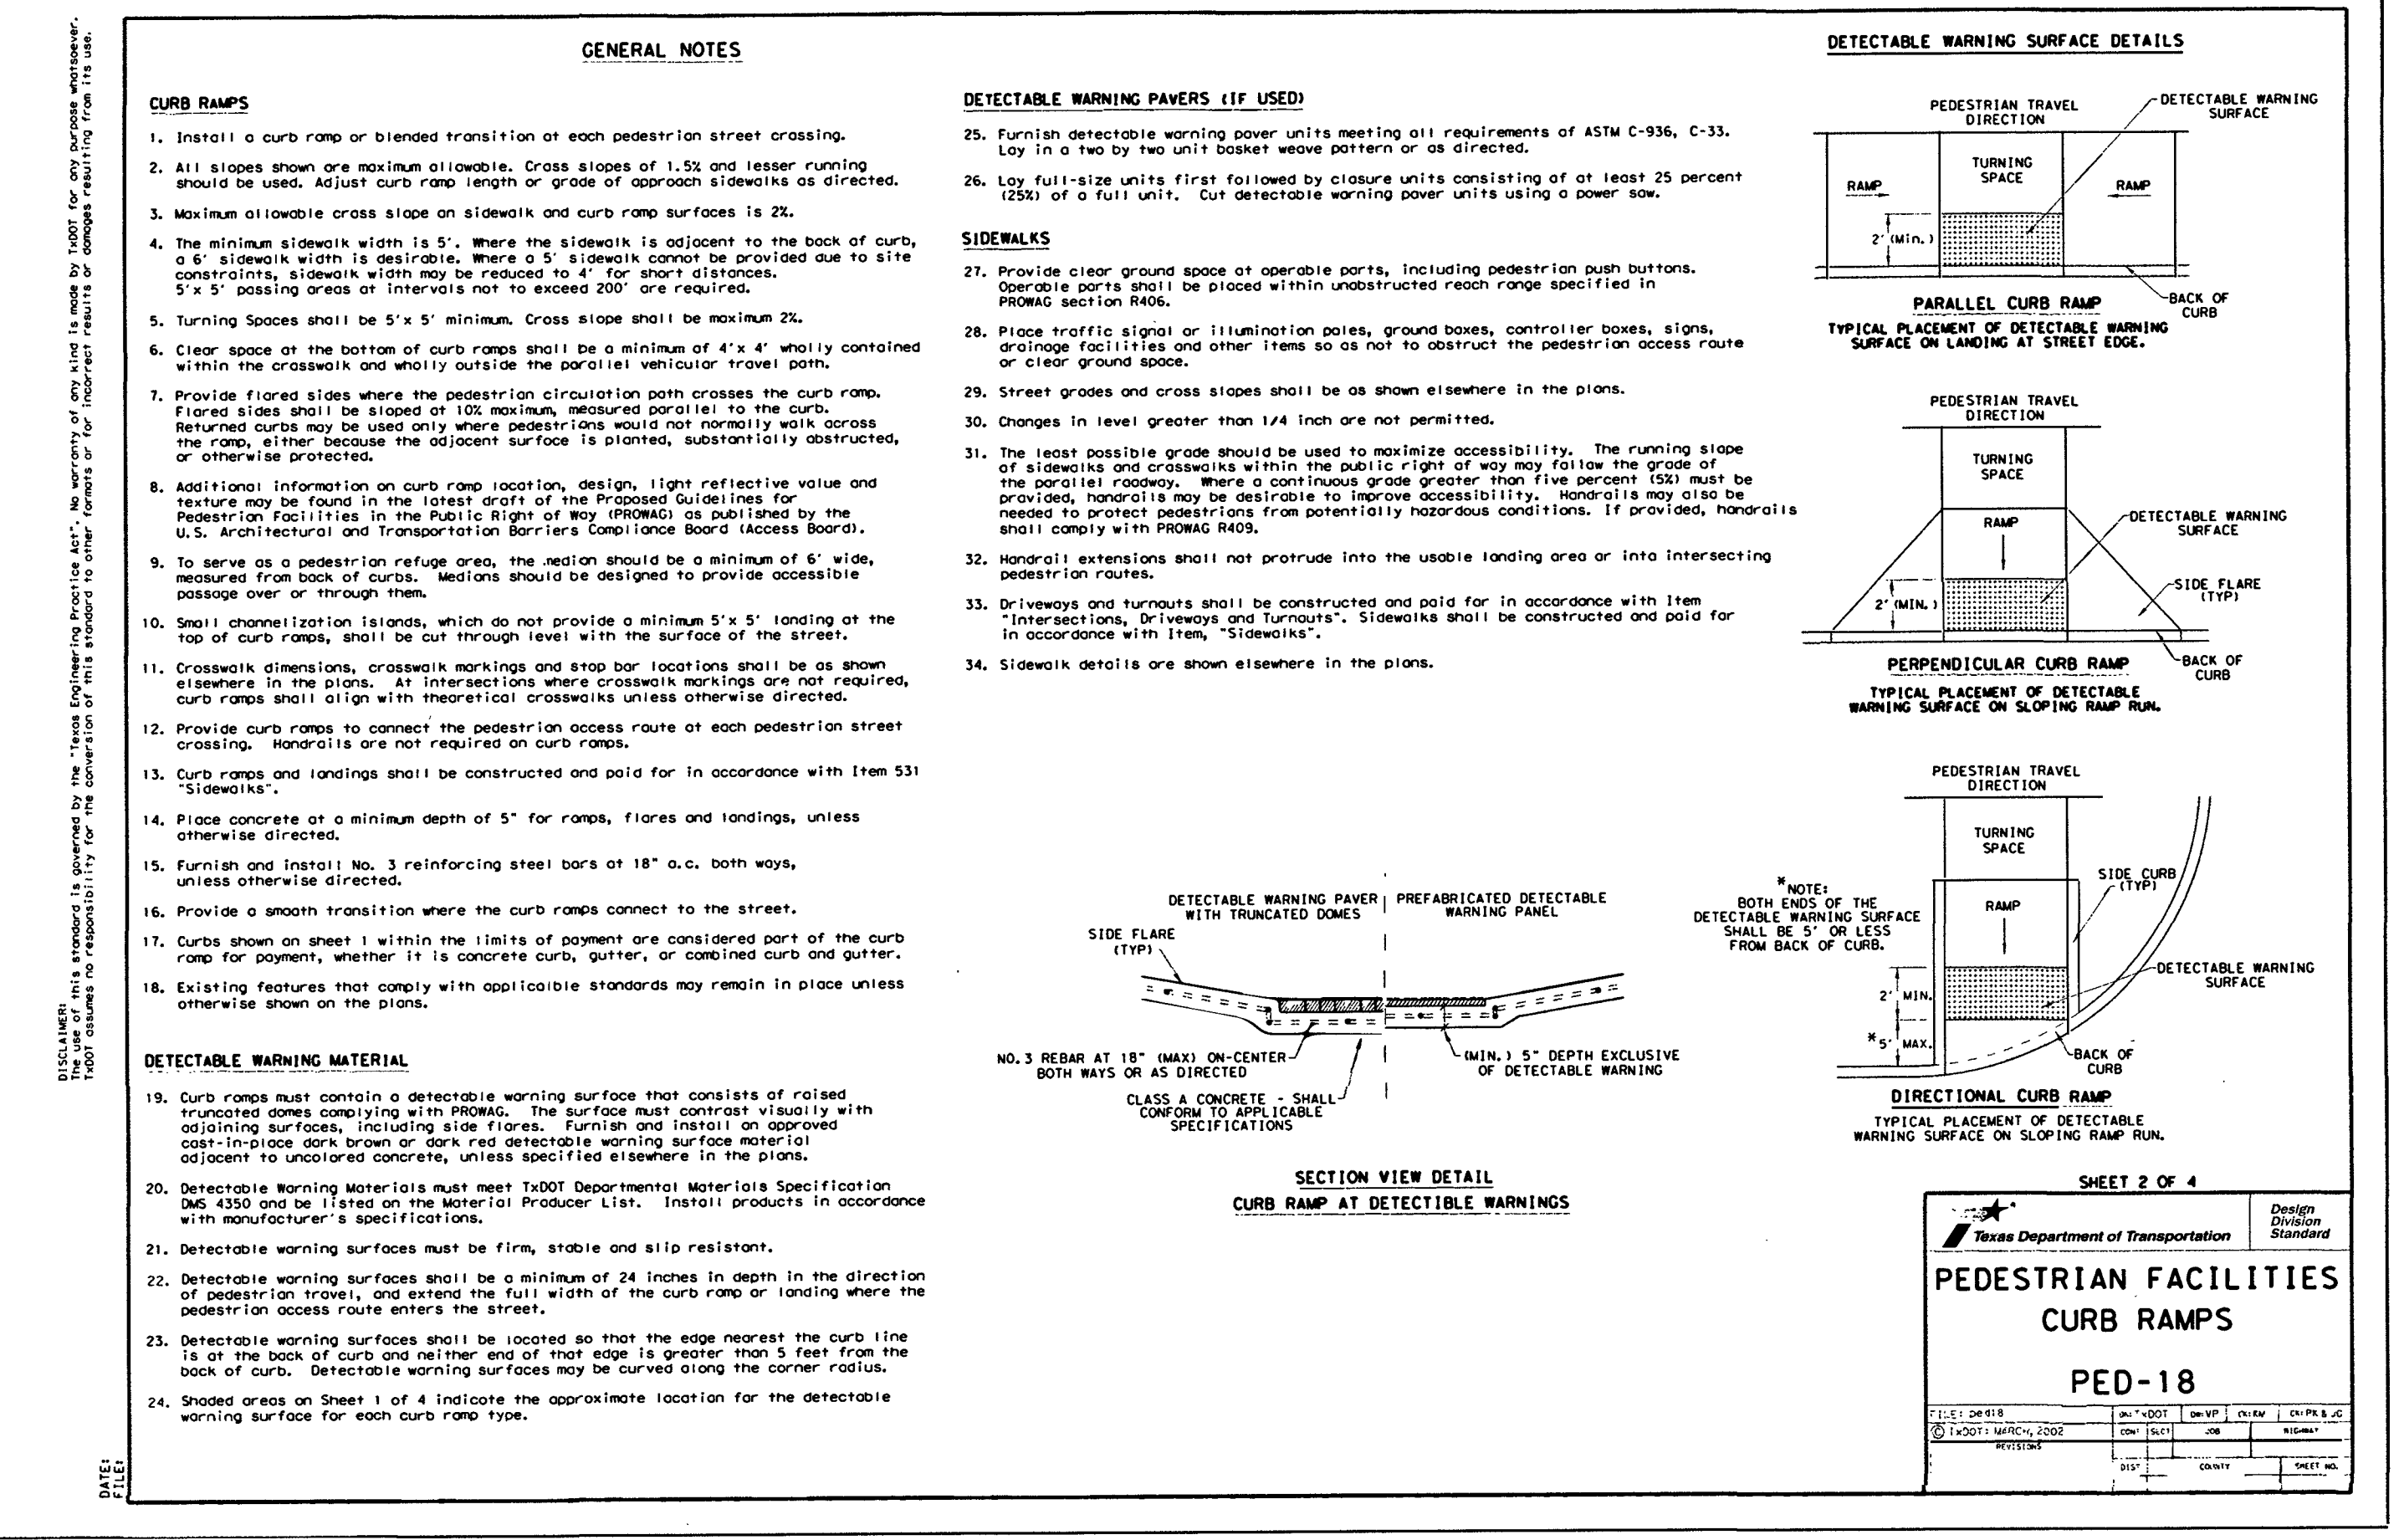 DISCLAIMER:
The use of this standard is governed by the "Texas Engineering Practice Act". No warranty of any kind is made by TxDOT for any purpose whatsoever.
TxDOT assumes no responsibility for the conversion of this standard to other formats or for incorrect results or damages resulting from its use.
DATE:
FILE:
GENERAL NOTES
CURB RAMPS
1. Install a curb ramp or blended transition at each pedestrian street crossing.
2. All slopes shown are maximum allowable. Cross slopes of 1.5% and lesser running
should be used. Adjust curb ramp length or grade of approach sidewalks as directed.
3. Maximum allowable cross slope on sidewalk and curb ramp surfaces is 2%.
4. The minimum sidewalk width is 5'. Where the sidewalk is adjacent to the back of curb,
a 6' sidewalk width is desirable. Where a 5' sidewalk cannot be provided due to site
constraints, sidewalk width may be reduced to 4' for short distances.
5'x 5' passing areas at intervals not to exceed 200' are required.
5. Turning Spaces shall be 5'x 5' minimum. Cross slope shall be maximum 2%.
6. Clear space at the bottom of curb ramps shall be a minimum of 4'x 4' wholly contained
within the crosswalk and wholly outside the parallel vehicular travel path.
7. Provide flared sides where the pedestrian circulation path crosses the curb ramp.
Flared sides shall be sloped at 10% maximum, measured parallel to the curb.
Returned curbs may be used only where pedestrians would not normally walk across
the ramp, either because the adjacent surface is planted, substantially obstructed,
or otherwise protected.
8. Additional information on curb ramp location, design, light reflective value and
texture may be found in the latest draft of the Proposed Guidelines for
Pedestrian Facilities in the Public Right of Way (PROWAG) as published by the
U.S. Architectural and Transportation Barriers Compliance Board (Access Board).
9. To serve as a pedestrian refuge area, the median should be a minimum of 6' wide,
measured from back of curbs. Medians should be designed to provide accessible
passage over or through them.
10. Small channelization islands, which do not provide a minimum 5'x 5' landing at the
top of curb ramps, shall be cut through level with the surface of the street.
11. Crosswalk dimensions, crosswalk markings and stop bar locations shall be as shown
elsewhere in the plans. At intersections where crosswalk markings are not required,
curb ramps shall align with theoretical crosswalks unless otherwise directed.
12. Provide curb ramps to connect the pedestrian access route at each pedestrian street
crossing. Handrails are not required on curb ramps.
13. Curb ramps and landings shall be constructed and paid for in accordance with Item 531
"Sidewalks".
14. Place concrete at a minimum depth of 5" for ramps, flares and landings, unless
otherwise directed.
15. Furnish and install No. 3 reinforcing steel bars at 18" o.c. both ways,
unless otherwise directed.
16. Provide a smooth transition where the curb ramps connect to the street.
17. Curbs shown on sheet 1 within the limits of payment are considered part of the curb
ramp for payment, whether it is concrete curb, gutter, or combined curb and gutter.
18. Existing features that comply with applicalble standards may remain in place unless
otherwise shown on the plans.
DETECTABLE WARNING MATERIAL
19. Curb ramps must contain a detectable warning surface that consists of raised
truncated domes complying with PROWAG. The surface must contrast visually with
adjoining surfaces, including side flares. Furnish and install an approved
cast-in-place dark brown or dark red detectable warning surface material
adjacent to uncolored concrete, unless specified elsewhere in the plans.
20. Detectable Warning Materials must meet TxDOT Departmental Materials Specification
DMS 4350 and be listed on the Material Producer List. Install products in accordance
with manufacturer's specifications.
21. Detectable warning surfaces must be firm, stable and slip resistant.
22. Detectable warning surfaces shall be a minimum of 24 inches in depth in the direction
of pedestrian travel, and extend the full width of the curb ramp or landing where the
pedestrian access route enters the street.
23. Detectable warning surfaces shall be located so that the edge nearest the curb line
is at the back of curb and neither end of that edge is greater than 5 feet from the
back of curb. Detectable warning surfaces may be curved along the corner radius.
24. Shaded areas on Sheet 1 of 4 indicate the approximate location for the detectable
warning surface for each curb ramp type.
DETECTABLE WARNING PAVERS (IF USED)
25. Furnish detectable warning paver units meeting all requirements of ASTM C-936, C-33.
Lay in a two by two unit basket weave pattern or as directed.
26. Lay full-size units first followed by closure units consisting of at least 25 percent
(25%) of a full unit. Cut detectable warning paver units using a power saw.
SIDEWALKS
27. Provide clear ground space at operable parts, including pedestrian push buttons.
Operable parts shall be placed within unobstructed reach range specified in
PROWAG section R406.
28. Place traffic signal or illumination poles, ground boxes, controller boxes, signs,
drainage facilities and other items so as not to obstruct the pedestrian access route
or clear ground space.
29. Street grades and cross slopes shall be as shown elsewhere in the plans.
30. Changes in level greater than 1/4 inch are not permitted.
31. The least possible grade should be used to maximize accessibility. The running slope
of sidewalks and crosswalks within the public right of way may follow the grade of
the parallel roadway. Where a continuous grade greater than five percent (5%) must be
provided, handrails may be desirable to improve accessibility. Handrails may also be
needed to protect pedestrians from potentially hazardous conditions. If provided, handrails
shall comply with PROWAG R409.
32. Handrail extensions shall not protrude into the usable landing area or into intersecting
pedestrian routes.
33. Driveways and turnouts shall be constructed and paid for in accordance with Item
"Intersections, Driveways and Turnouts". Sidewalks shall be constructed and paid for
in accordance with Item, "Sidewalks".
34. Sidewalk details are shown elsewhere in the plans.
DETECTABLE WARNING PAVER
WITH TRUNCATED DOMES
PREFABRICATED DETECTABLE
WARNING PANEL
SIDE FLARE
(TYP)
NO.3 REBAR AT 18" (MAX) ON-CENTER
BOTH WAYS OR AS DIRECTED
(MIN.) 5" DEPTH EXCLUSIVE
OF DETECTABLE WARNING
CLASS A CONCRETE - SHALL
CONFORM TO APPLICABLE
SPECIFICATIONS
SECTION VIEW DETAIL
CURB RAMP AT DETECTIBLE WARNINGS
DETECTABLE WARNING SURFACE DETAILS
PEDESTRIAN TRAVEL
DIRECTION
DETECTABLE WARNING
SURFACE
TURNING
SPACE
RAMP
RAMP
2' (Min.)
BACK OF
CURB
PARALLEL CURB RAMP
TYPICAL PLACEMENT OF DETECTABLE WARNING
SURFACE ON LANDING AT STREET EDGE.
PEDESTRIAN TRAVEL
DIRECTION
TURNING
SPACE
RAMP
DETECTABLE WARNING
SURFACE
SIDE FLARE
(TYP)
2' (MIN.)
BACK OF
CURB
PERPENDICULAR CURB RAMP
TYPICAL PLACEMENT OF DETECTABLE
WARNING SURFACE ON SLOPING RAMP RUN.
PEDESTRIAN TRAVEL
DIRECTION
TURNING
SPACE
SIDE CURB
(TYP)
RAMP
*NOTE:
BOTH ENDS OF THE
DETECTABLE WARNING SURFACE
SHALL BE 5' OR LESS
FROM BACK OF CURB.
DETECTABLE WARNING
SURFACE
2' MIN.
*5' MAX.
BACK OF
CURB
DIRECTIONAL CURB RAMP
TYPICAL PLACEMENT OF DETECTABLE
WARNING SURFACE ON SLOPING RAMP RUN.
SHEET 2 OF 4
Texas Department of Transportation
Design
Division
Standard
PEDESTRIAN FACILITIES
CURB RAMPS
PED-18
FILE: ped18 DN: TxDOT DW: VP CK: KM CK: PK & JG
© TxDOT: MARCH, 2002 CONT SECT JOB HIGHWAY
REVISIONS
DIST COUNTY SHEET NO.